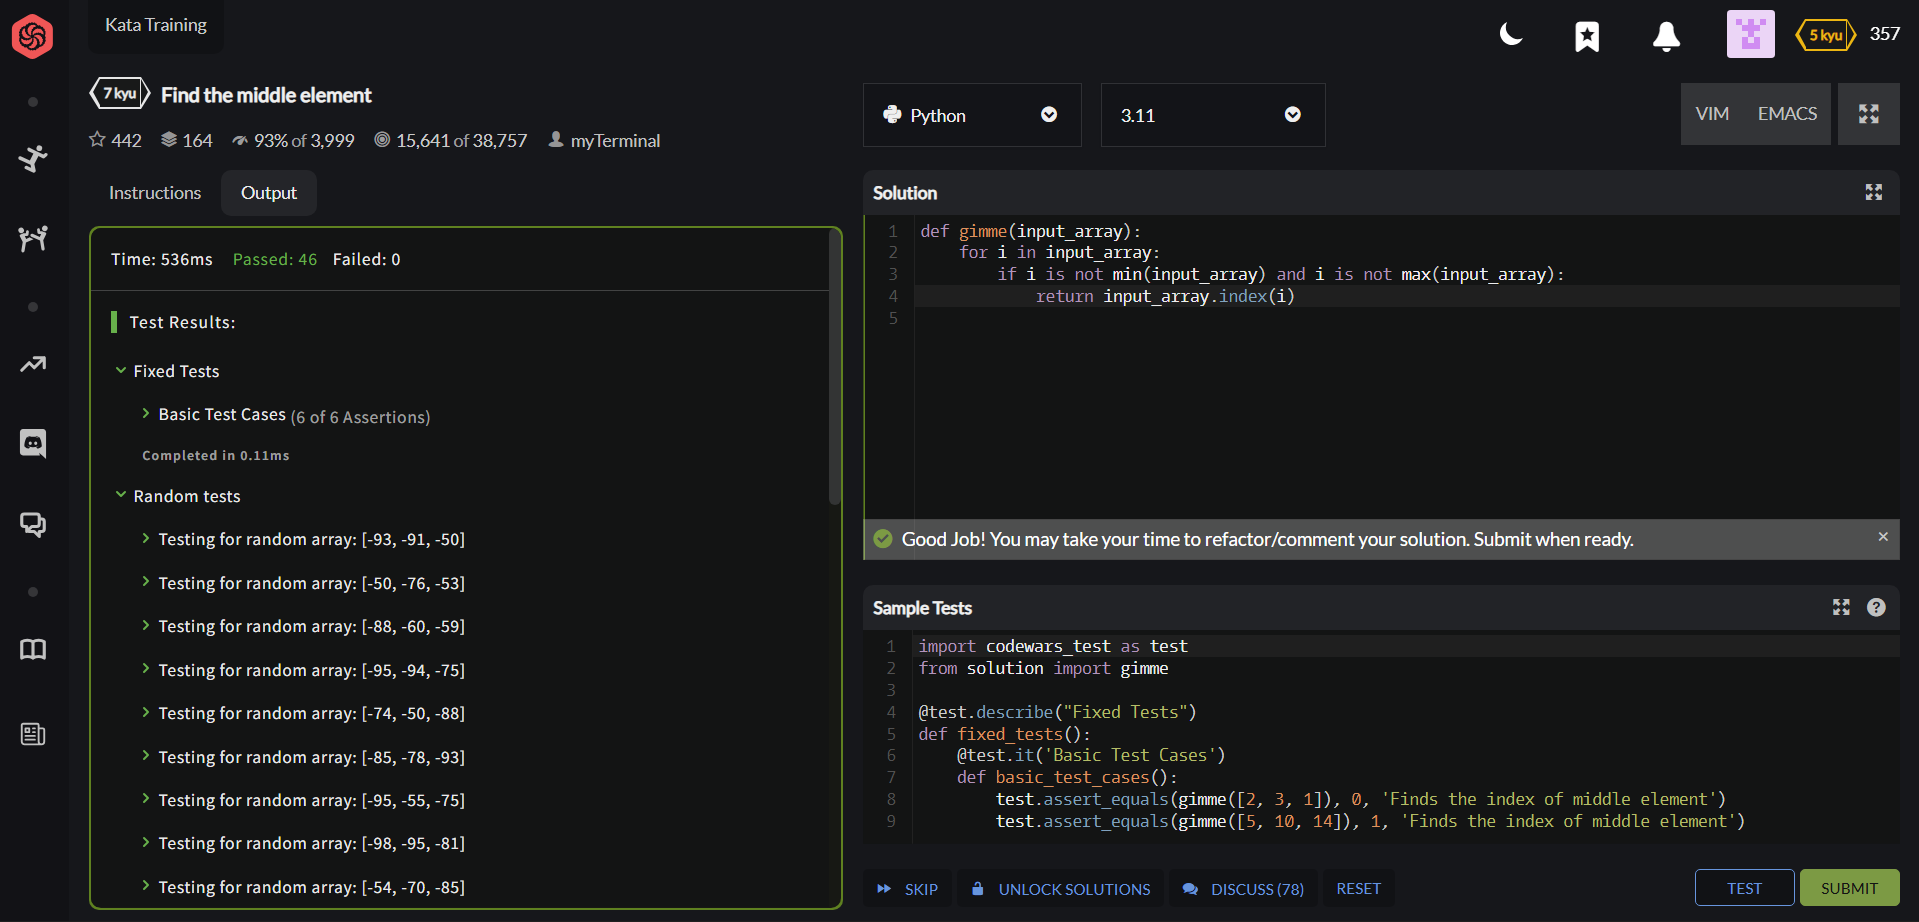 Kata Training
5 kyu 357
7 kyu Find the middle element
442 164 93% of 3,999 15,641 of 38,757 myTerminal
Instructions Output
Time: 536ms Passed: 46 Failed: 0
Test Results:
Fixed Tests
Basic Test Cases (6 of 6 Assertions)
Completed in 0.11ms
Random tests
Testing for random array: [-93, -91, -50]
Testing for random array: [-50, -76, -53]
Testing for random array: [-88, -60, -59]
Testing for random array: [-95, -94, -75]
Testing for random array: [-74, -50, -88]
Testing for random array: [-85, -78, -93]
Testing for random array: [-95, -55, -75]
Testing for random array: [-98, -95, -81]
Testing for random array: [-54, -70, -85]
Python 3.11 VIM EMACS
Solution
1 def gimme(input_array):
2 for i in input_array:
3 if i is not min(input_array) and i is not max(input_array):
4 return input_array.index(i)
5
Good Job! You may take your time to refactor/comment your solution. Submit when ready.
Sample Tests
1 import codewars_test as test
2 from solution import gimme
3
4 @test.describe("Fixed Tests")
5 def fixed_tests():
6 @test.it('Basic Test Cases')
7 def basic_test_cases():
8 test.assert_equals(gimme([2, 3, 1]), 0, 'Finds the index of middle element')
9 test.assert_equals(gimme([5, 10, 14]), 1, 'Finds the index of middle element')
SKIP UNLOCK SOLUTIONS DISCUSS (78) RESET TEST SUBMIT